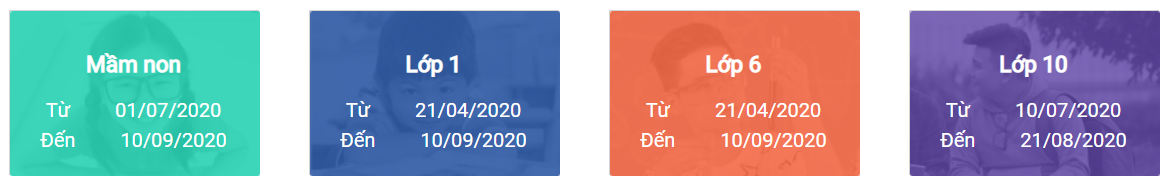 Mầm non
Từ 01/07/2020
Đến 10/09/2020
Lớp 1
Từ 21/04/2020
Đến 10/09/2020
Lớp 6
Từ 21/04/2020
Đến 10/09/2020
Lớp 10
Từ 10/07/2020
Đến 21/08/2020